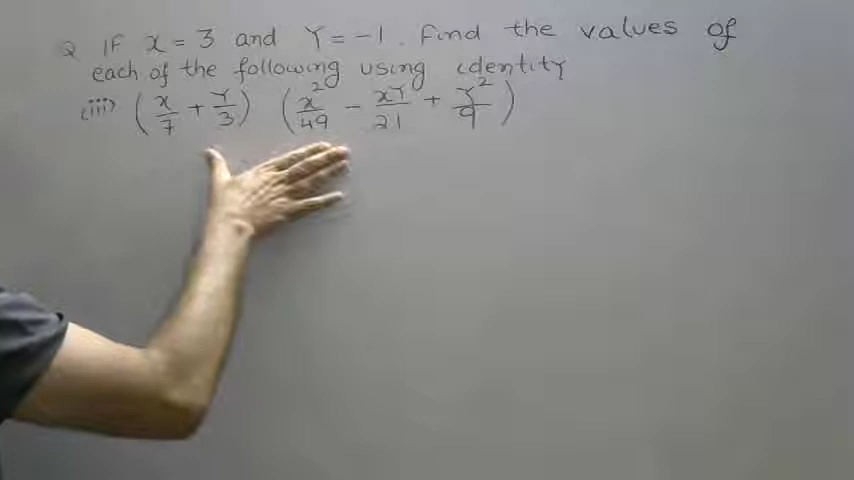 Q IF x = 3 and Y = -1. Find the values of
each of the following using identity
(iii) (x/7 + Y/3) (x²/49 - xY/21 + Y²/9)